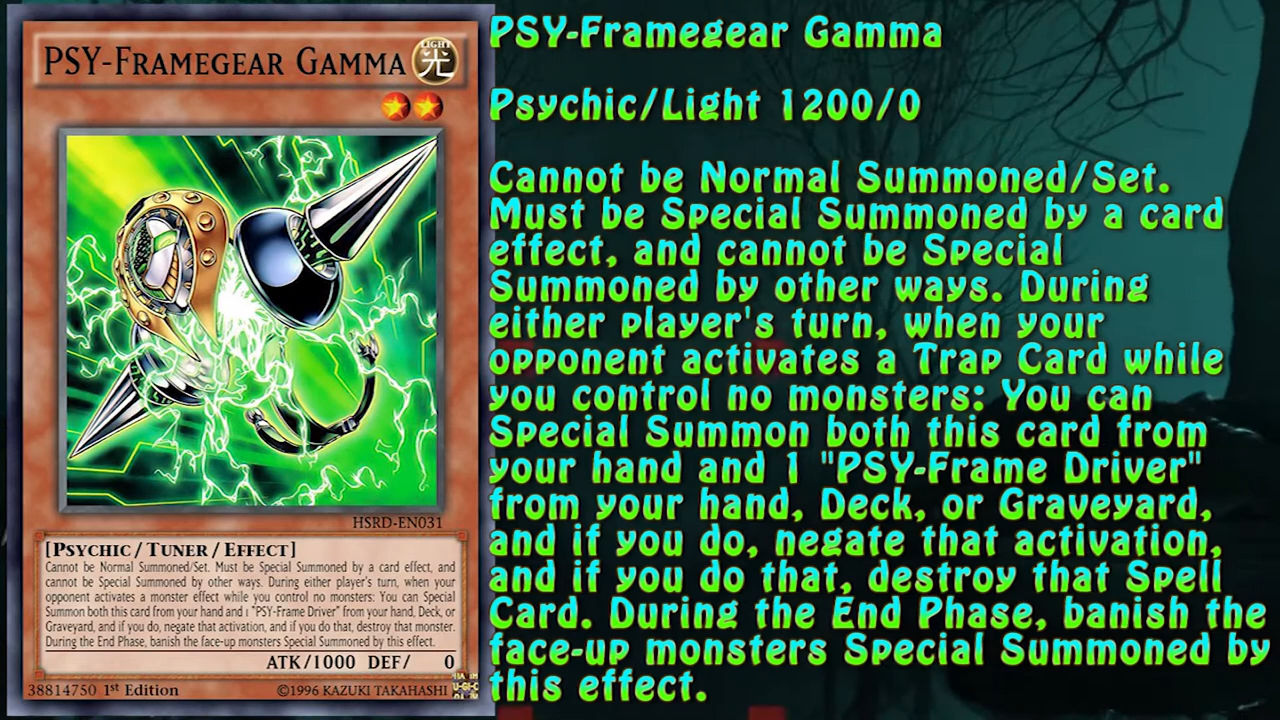 PSY-FRAMEGEAR GAMMA
LIGHT
光
HSRD-EN031
[PSYCHIC / TUNER / EFFECT]
Cannot be Normal Summoned/Set. Must be Special Summoned by a card effect, and
cannot be Special Summoned by other ways. During either player's turn, when your
opponent activates a monster effect while you control no monsters: You can Special
Summon both this card from your hand and 1 "PSY-Frame Driver" from your hand, Deck, or
Graveyard, and if you do, negate that activation, and if you do that, destroy that monster.
During the End Phase, banish the face-up monsters Special Summoned by this effect.
ATK/1000 DEF/ 0
38814750 1st Edition
©1996 KAZUKI TAKAHASHI
PSY-Framegear Gamma
Psychic/Light 1200/0
Cannot be Normal Summoned/Set.
Must be Special Summoned by a card
effect, and cannot be Special
Summoned by other ways. During
either player's turn, when your
opponent activates a Trap Card while
you control no monsters: You can
Special Summon both this card from
your hand and 1 "PSY-Frame Driver"
from your hand, Deck, or Graveyard,
and if you do, negate that activation,
and if you do that, destroy that Spell
Card. During the End Phase, banish the
face-up monsters Special Summoned by
this effect.